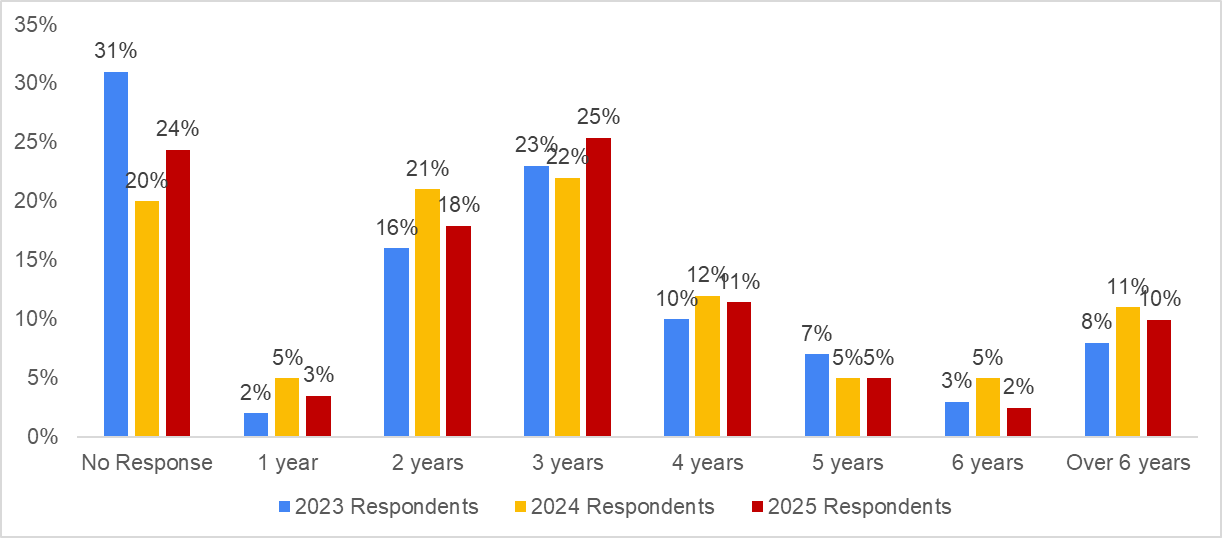 35%
30%
25%
20%
15%
10%
5%
0%
31%
20%
24%
2%
5%
3%
16%
21%
18%
23%
22%
25%
10%
12%
11%
7%
5%
5%
3%
5%
2%
8%
11%
10%
No Response
1 year
2 years
3 years
4 years
5 years
6 years
Over 6 years
2023 Respondents
2024 Respondents
2025 Respondents